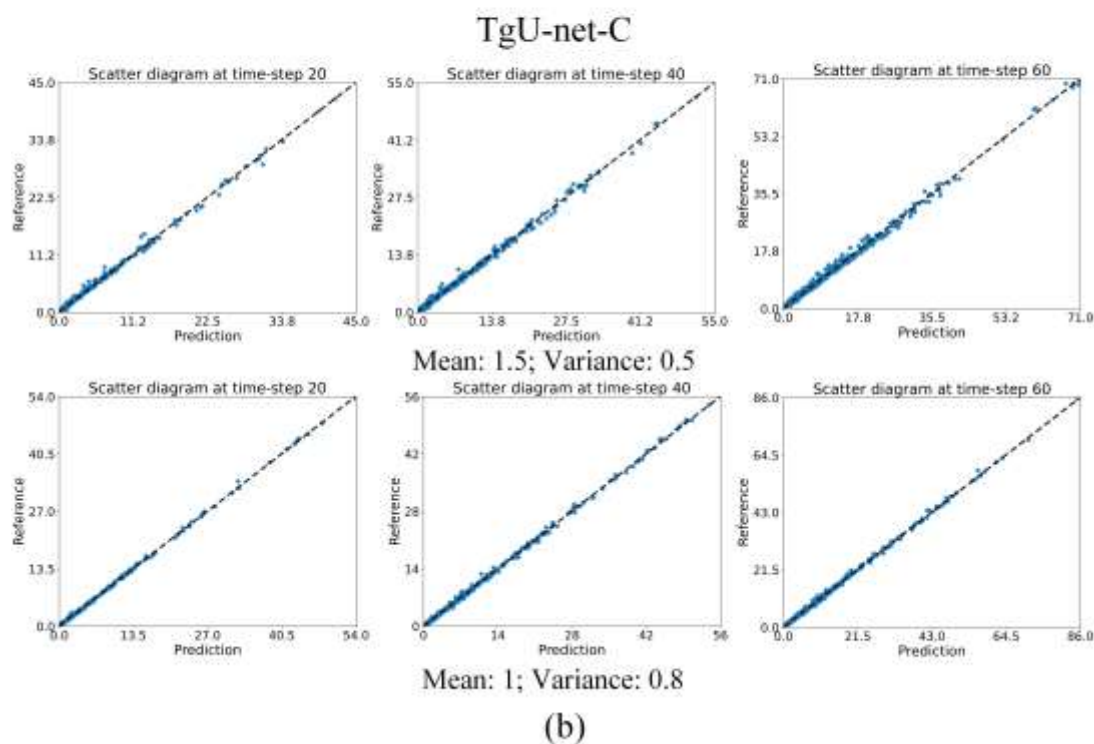 TgU-net-C
Scatter diagram at time-step 20
Scatter diagram at time-step 40
Scatter diagram at time-step 60
45.0
33.8
22.5
11.2
0.0
Reference
0.0 11.2 22.5 33.8 45.0
Prediction
55.0
41.2
27.5
13.8
0.0
Reference
0.0 13.8 27.5 41.2 55.0
Prediction
71.0
53.2
35.5
17.8
0.0
Reference
0.0 17.8 35.5 53.2 71.0
Prediction
Mean: 1.5; Variance: 0.5
Scatter diagram at time-step 20
Scatter diagram at time-step 40
Scatter diagram at time-step 60
54.0
40.5
27.0
13.5
0.0
Reference
0.0 13.5 27.0 40.5 54.0
Prediction
56
42
28
14
0
Reference
0 14 28 42 56
Prediction
86.0
64.5
43.0
21.5
0.0
Reference
0.0 21.5 43.0 64.5 86.0
Prediction
Mean: 1; Variance: 0.8
(b)